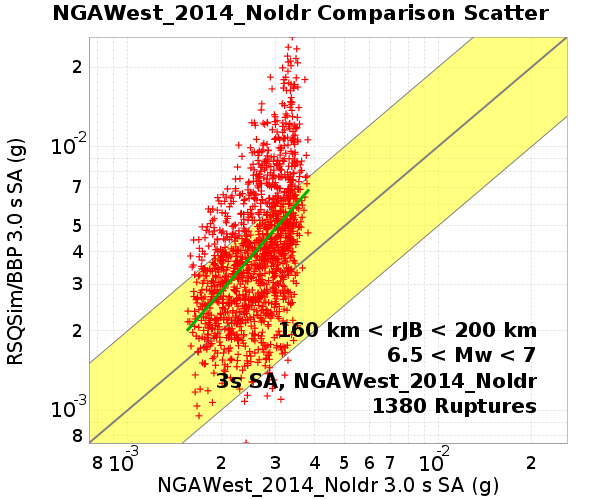 NGAWest_2014_NoIdr Comparison Scatter
RSQSim/BBP 3.0 s SA (g)
2
10-2
7
5
4
3
2
10-3
8
160 km < rJB < 200 km
6.5 < Mw < 7
3s SA, NGAWest_2014_NoIdr
1380 Ruptures
8 10-3 2 3 4 5 6 7 10-2 2
NGAWest_2014_NoIdr 3.0 s SA (g)